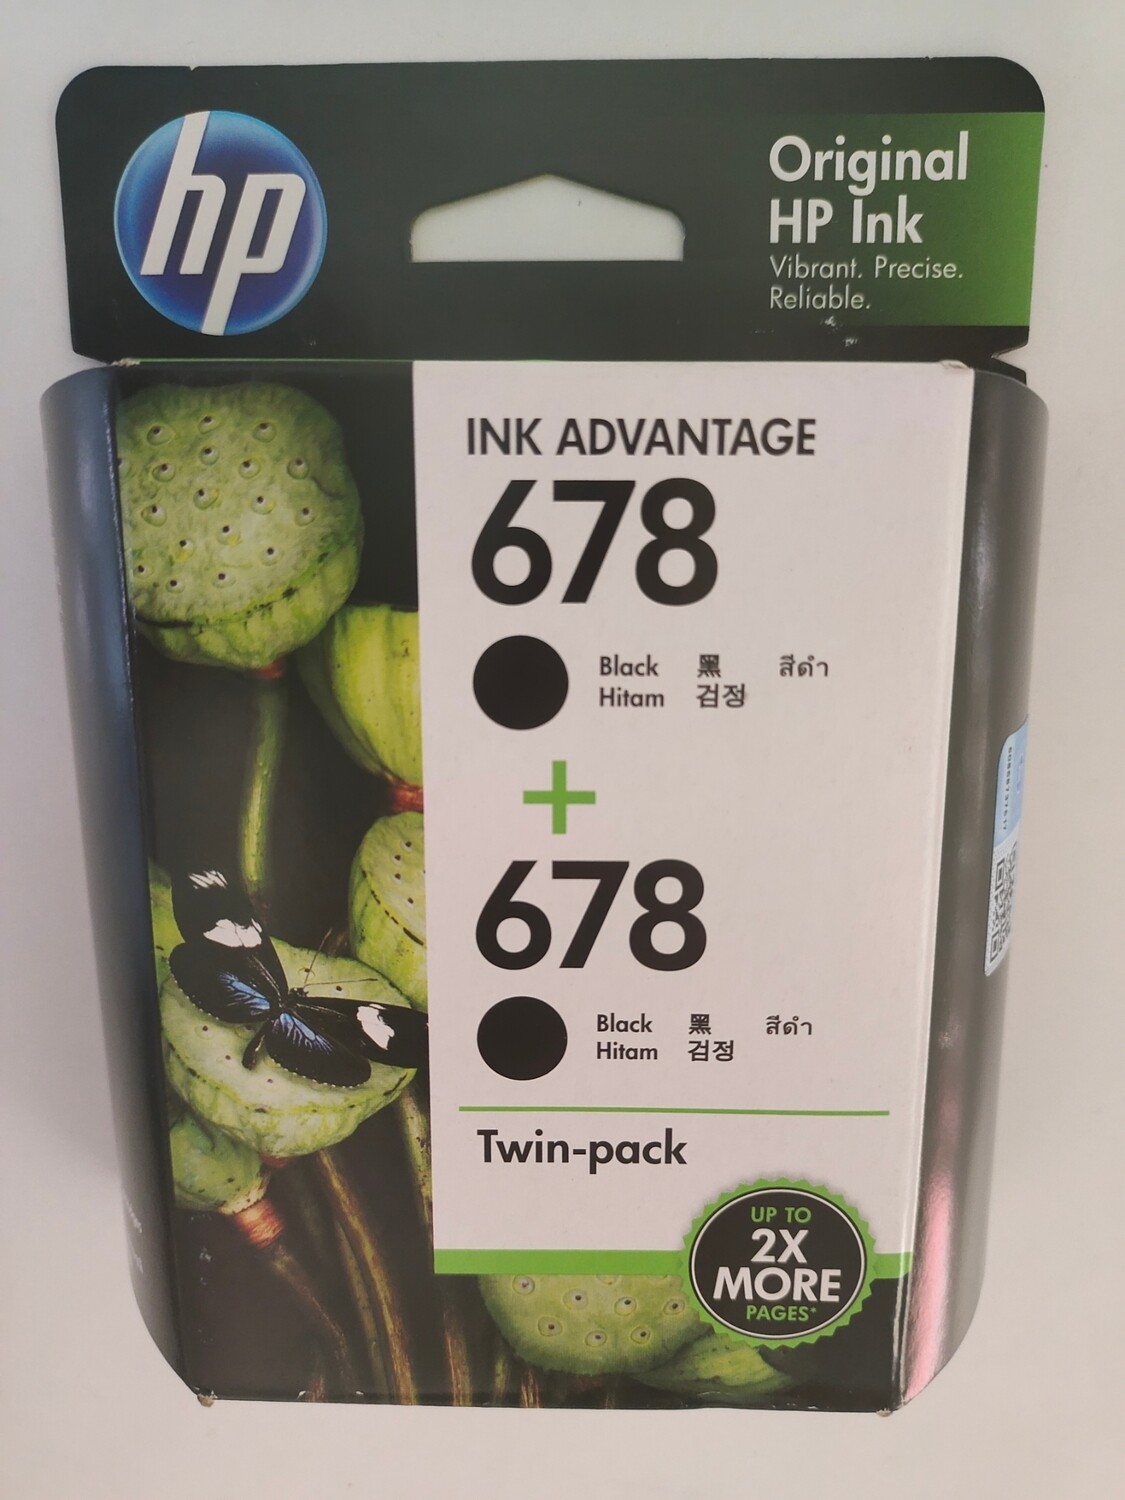 hp
Original
HP Ink
Vibrant. Precise.
Reliable.
INK ADVANTAGE
678
Black 黑 สีดำ
Hitam 검정
+
678
Black 黑 สีดำ
Hitam 검정
Twin-pack
UP TO
2X
MORE
PAGES*